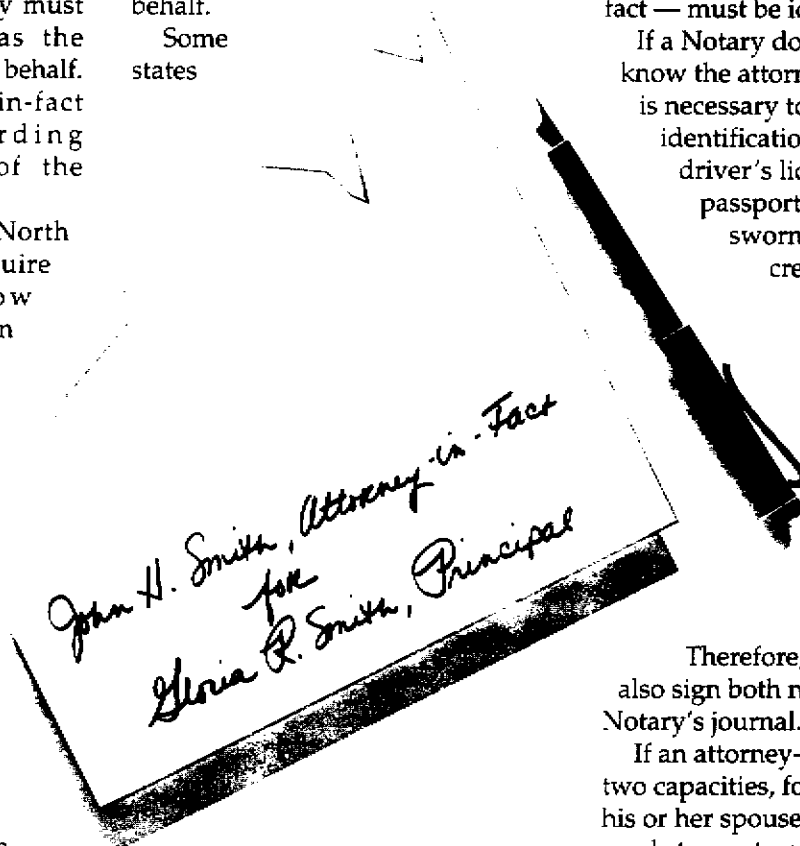 y must
as the
behalf.
in-fact
rding
of the
North
uire
ow
n
behalf.
Some
states
John H. Smith, Attorney-in-Fact
for
Gloria R. Smith, Principal
fact — must be id
If a Notary do
know the attorn
is necessary to
identificatio
driver's lic
passport
sworn
cre
Therefore,
also sign both n
Notary's journal.
If an attorney-
two capacities, fo
his or her spouse